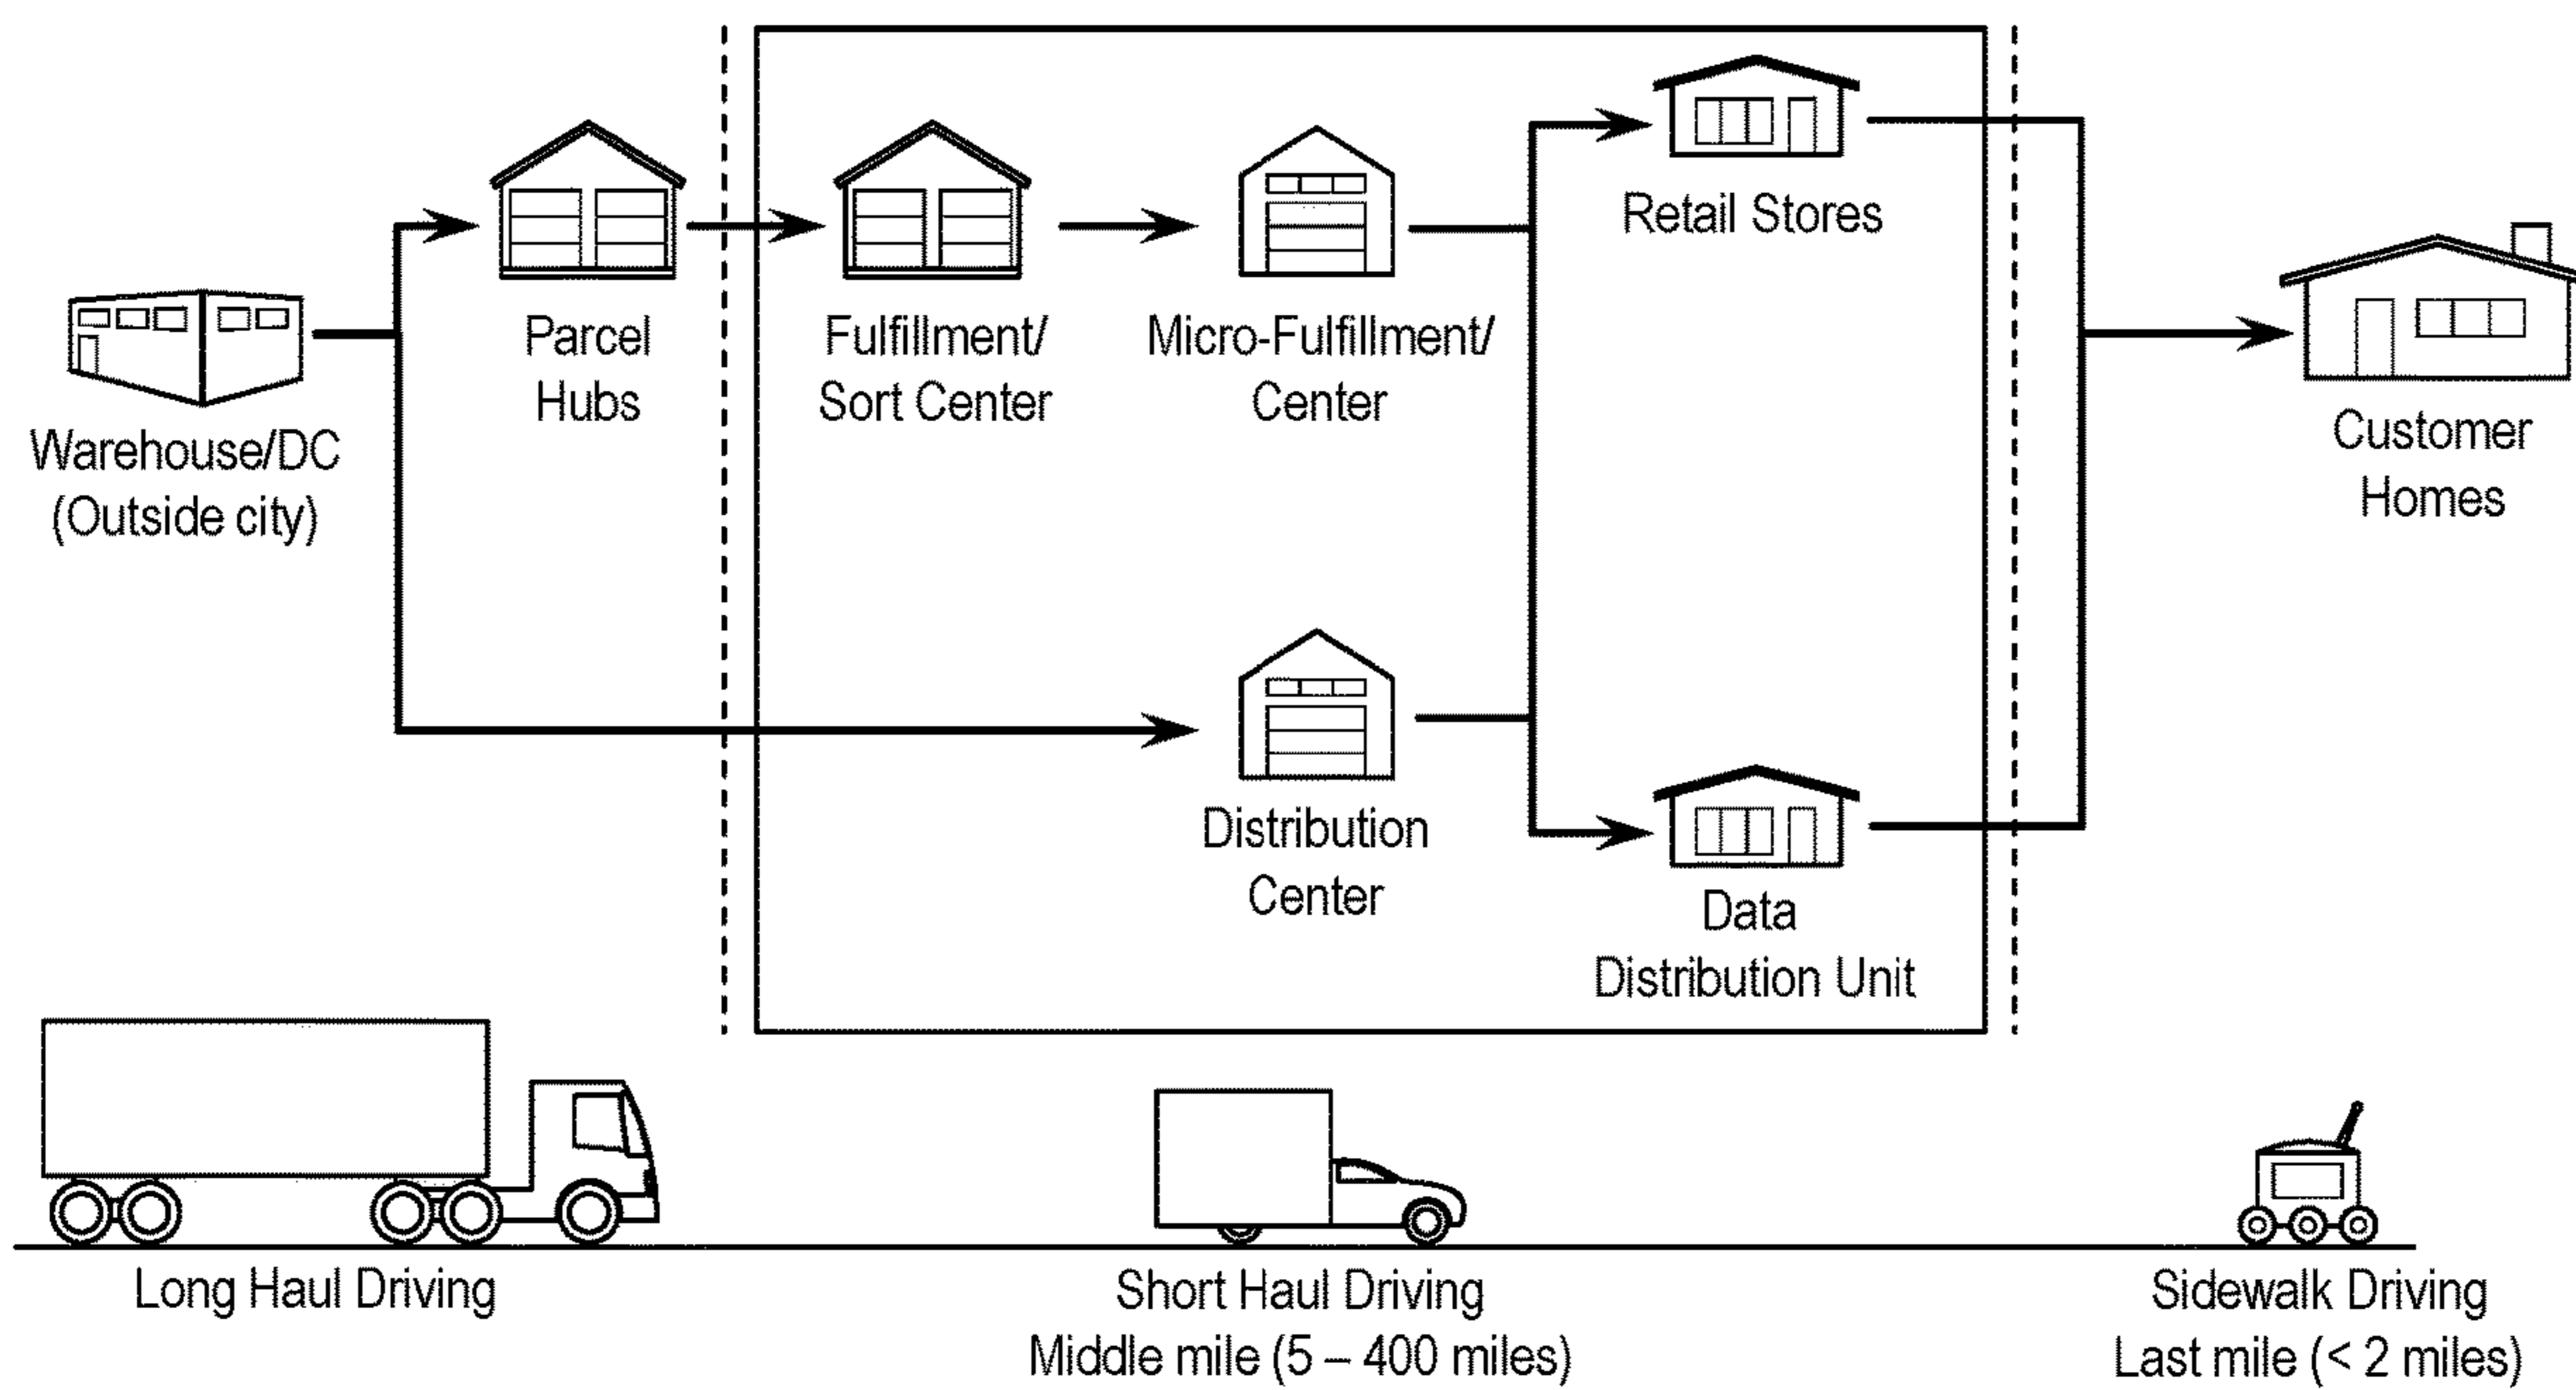 Retail Stores
Parcel
Hubs
Fulfillment/
Sort Center
Micro-Fulfillment/
Center
Warehouse/DC
(Outside city)
Customer
Homes
Distribution
Center
Data
Distribution Unit
Long Haul Driving
Short Haul Driving
Middle mile (5 – 400 miles)
Sidewalk Driving
Last mile (< 2 miles)